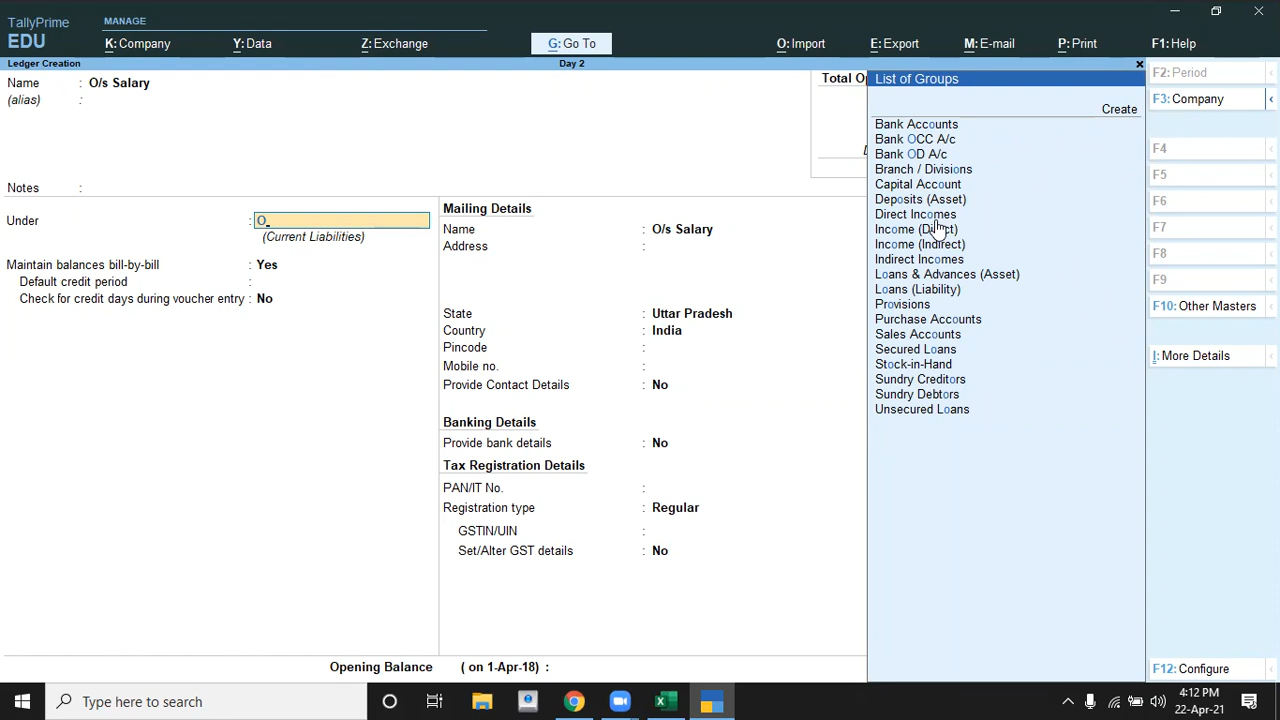 TallyPrime
EDU
MANAGE
K: Company
Y: Data
Z: Exchange
G: Go To
O: Import
E: Export
M: E-mail
P: Print
F1: Help
Ledger Creation
Day 2
Name : O/s Salary
(alias) :
Notes :
Under : O
(Current Liabilities)
Maintain balances bill-by-bill : Yes
Default credit period :
Check for credit days during voucher entry : No
Mailing Details
Name : O/s Salary
Address :
State : Uttar Pradesh
Country : India
Pincode :
Mobile no. :
Provide Contact Details : No
Banking Details
Provide bank details : No
Tax Registration Details
PAN/IT No. :
Registration type : Regular
GSTIN/UIN :
Set/Alter GST details : No
Opening Balance ( on 1-Apr-18) :
Total Op
List of Groups
Create
Bank Accounts
Bank OCC A/c
Bank OD A/c
Branch / Divisions
Capital Account
Deposits (Asset)
Direct Incomes
Income (Direct)
Income (Indirect)
Indirect Incomes
Loans & Advances (Asset)
Loans (Liability)
Provisions
Purchase Accounts
Sales Accounts
Secured Loans
Stock-in-Hand
Sundry Creditors
Sundry Debtors
Unsecured Loans
F2: Period
F3: Company
F4
F5
F6
F7
F8
F9
F10: Other Masters
I: More Details
F12: Configure
Type here to search
4:12 PM
22-Apr-21